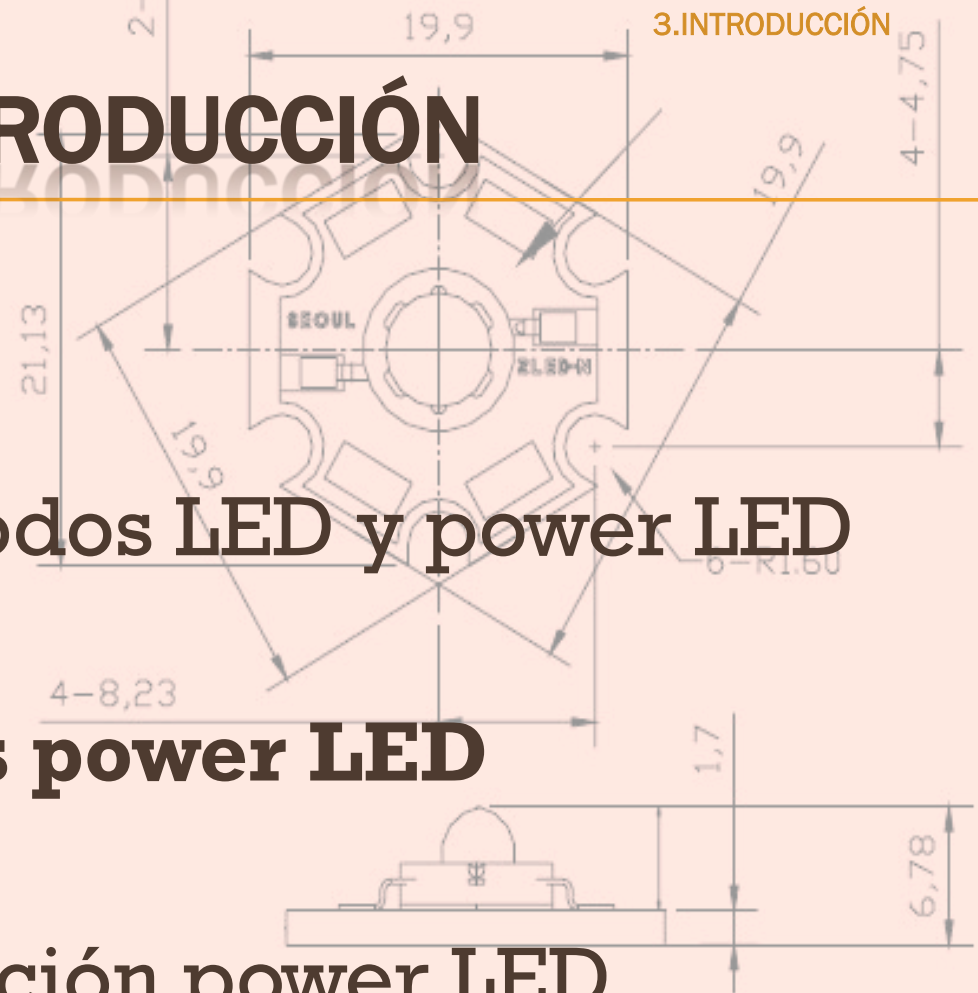 3.INTRODUCCIÓN
19,9
4-4,75
RODUCCIÓN
19,9
SEOUL
21,13
19,9
odos LED y power LED
6-R1.60
4-8,23
s power LED
1,7
6,78
ción power LED